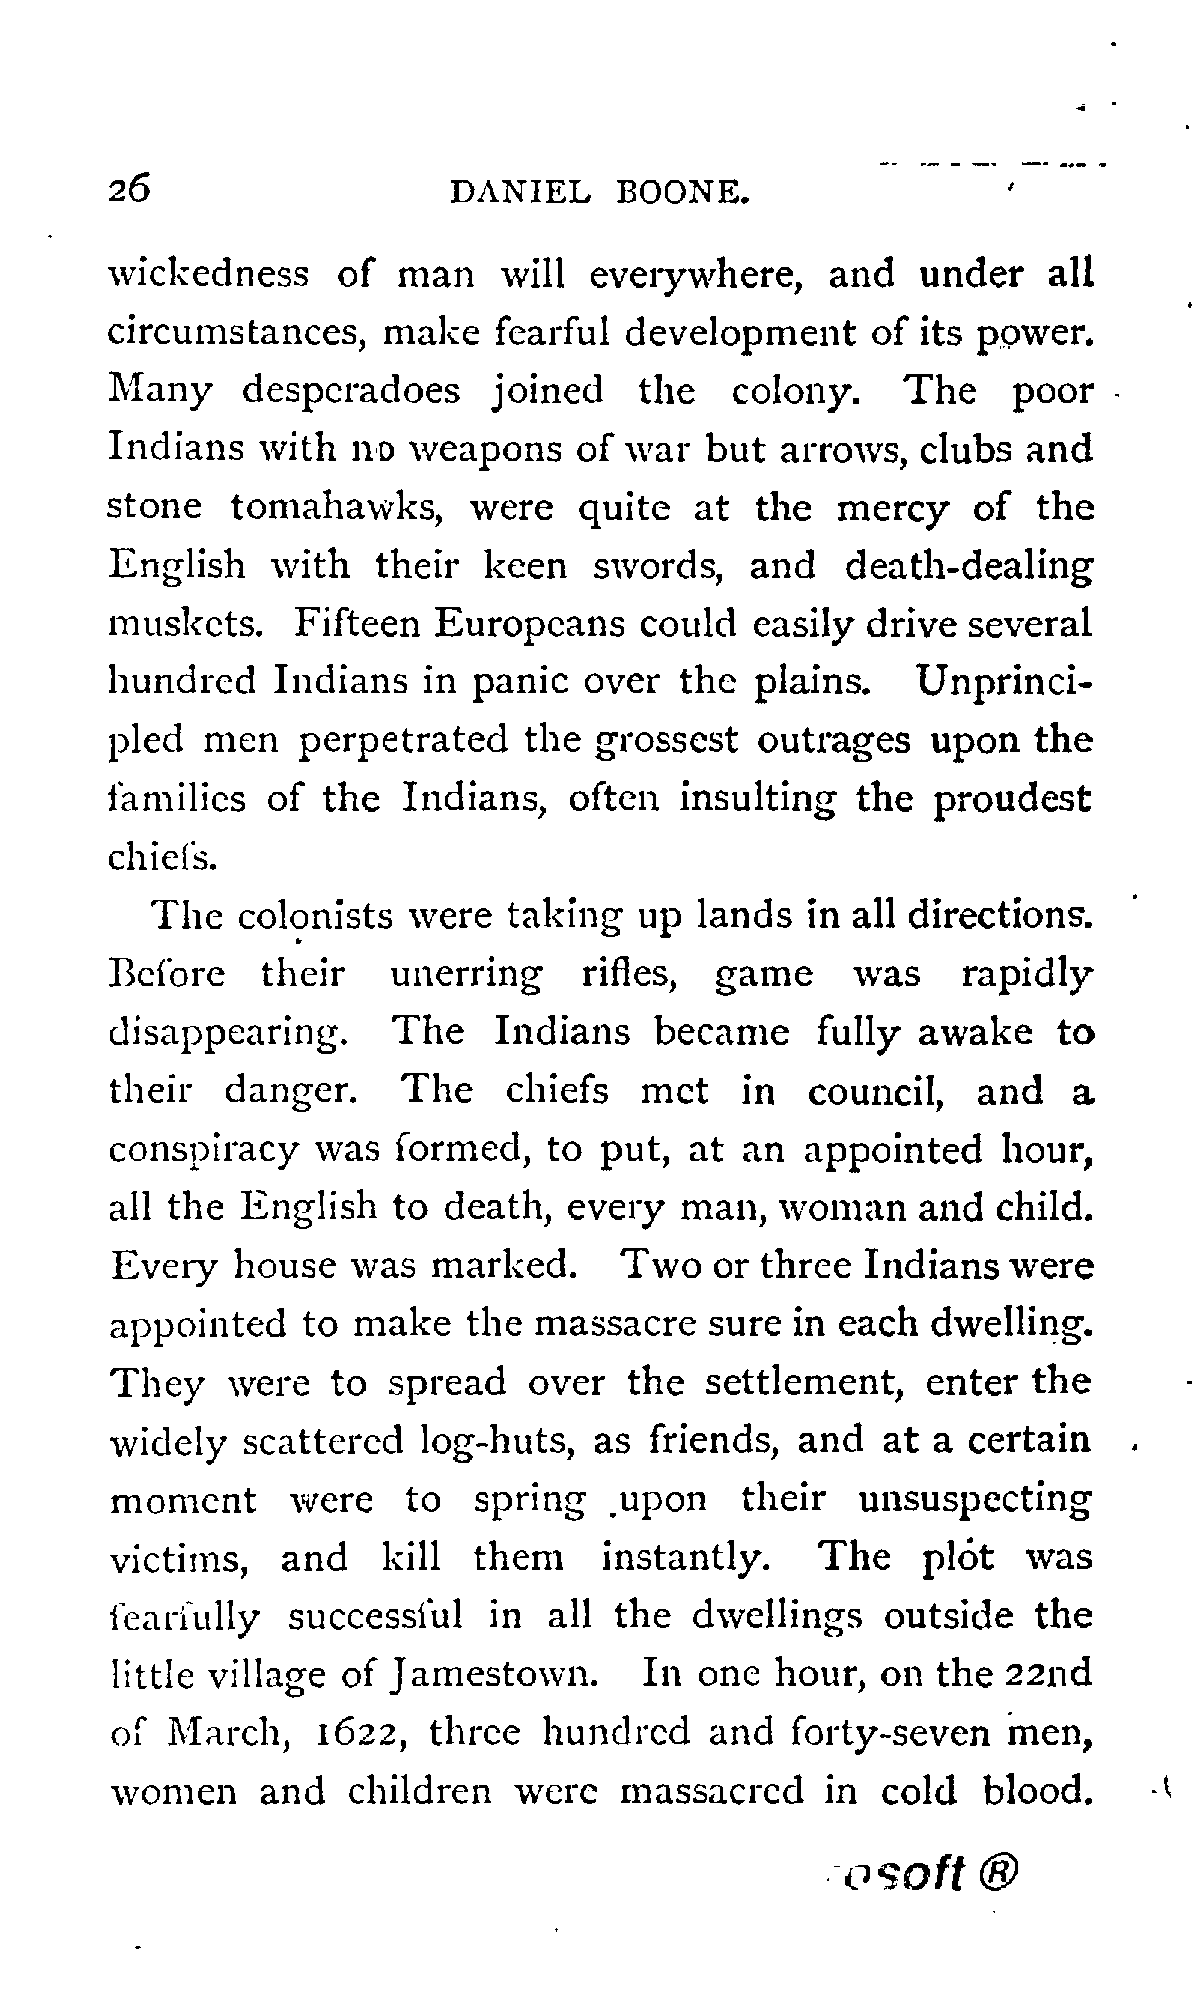 26 DANIEL BOONE.
wickedness of man will everywhere, and under all
circumstances, make fearful development of its power.
Many desperadoes joined the colony. The poor
Indians with no weapons of war but arrows, clubs and
stone tomahawks, were quite at the mercy of the
English with their keen swords, and death-dealing
muskets. Fifteen Europeans could easily drive several
hundred Indians in panic over the plains. Unprinci-
pled men perpetrated the grossest outrages upon the
families of the Indians, often insulting the proudest
chiefs.
The colonists were taking up lands in all directions.
Before their unerring rifles, game was rapidly
disappearing. The Indians became fully awake to
their danger. The chiefs met in council, and a
conspiracy was formed, to put, at an appointed hour,
all the English to death, every man, woman and child.
Every house was marked. Two or three Indians were
appointed to make the massacre sure in each dwelling.
They were to spread over the settlement, enter the
widely scattered log-huts, as friends, and at a certain
moment were to spring upon their unsuspecting
victims, and kill them instantly. The plot was
fearfully successful in all the dwellings outside the
little village of Jamestown. In one hour, on the 22nd
of March, 1622, three hundred and forty-seven men,
women and children were massacred in cold blood.
osoft ®